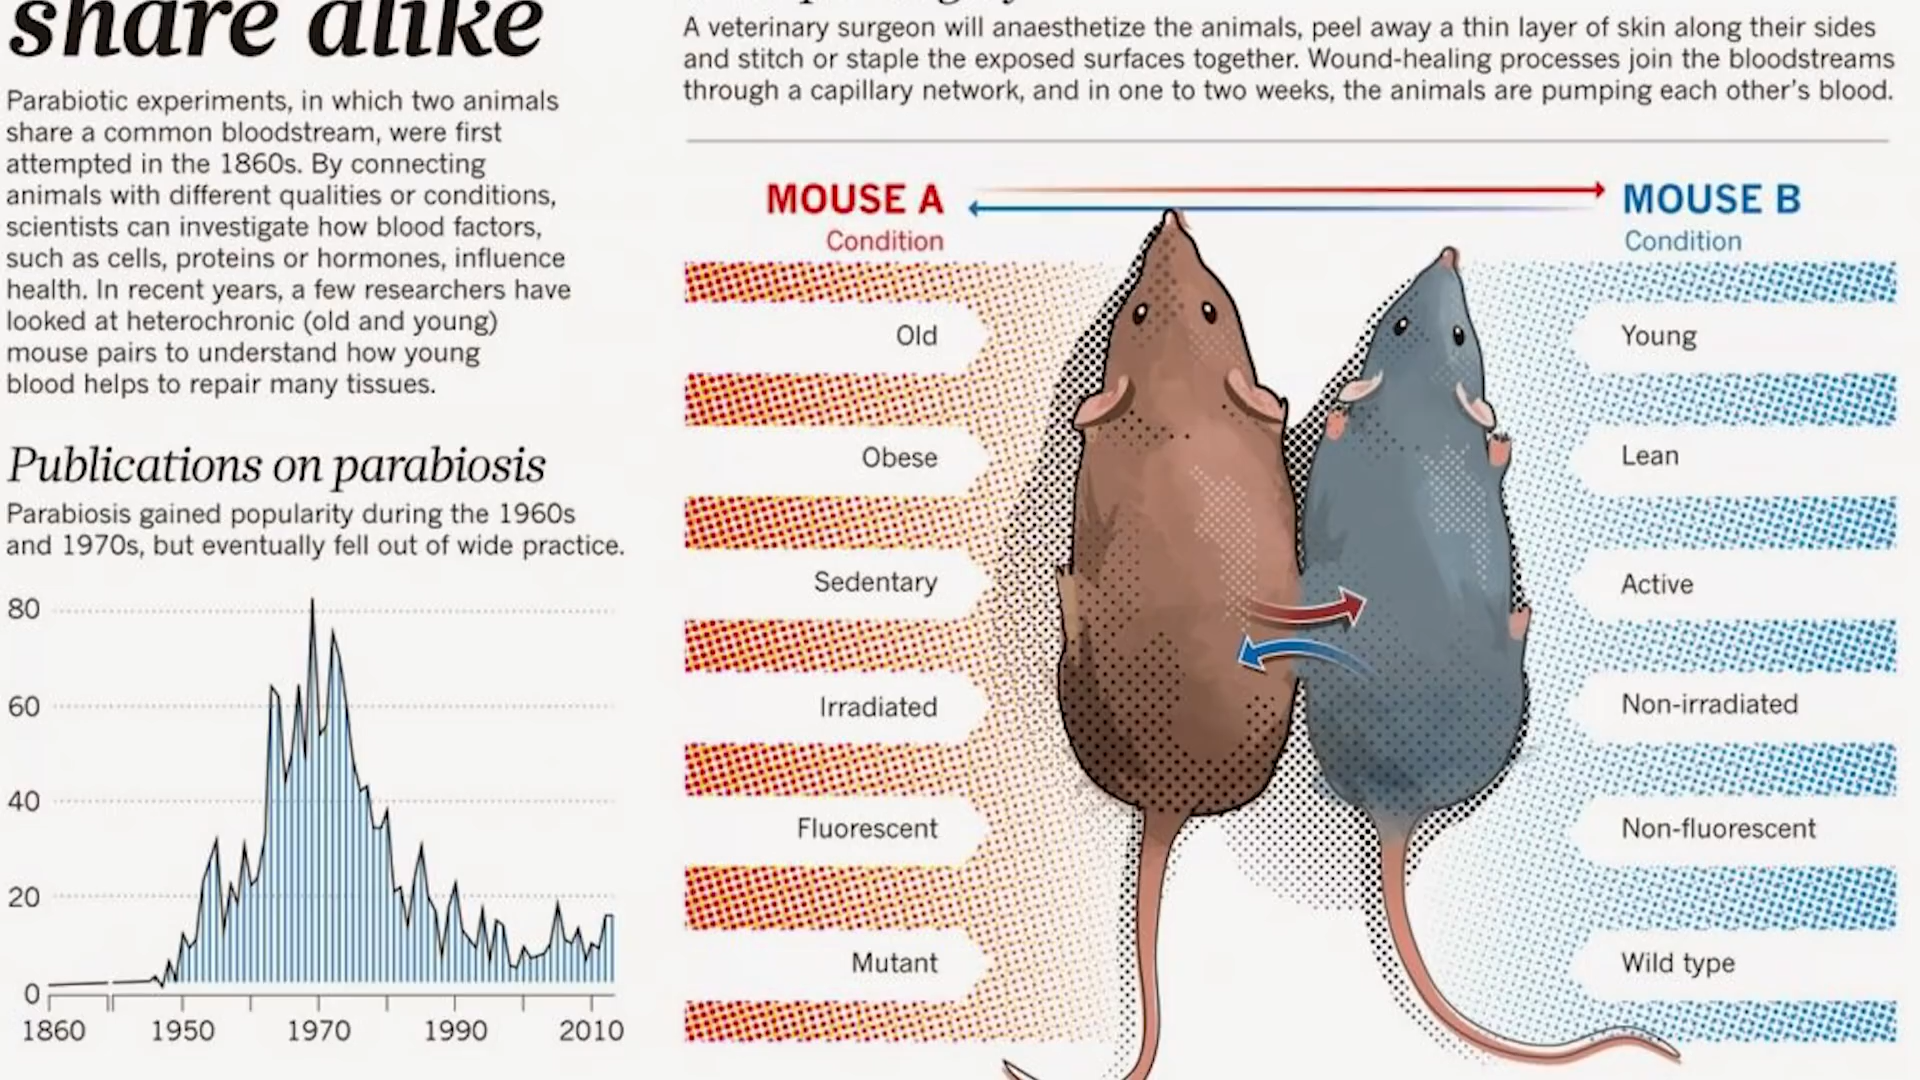 share alike
Parabiotic experiments, in which two animals
share a common bloodstream, were first
attempted in the 1860s. By connecting
animals with different qualities or conditions,
scientists can investigate how blood factors,
such as cells, proteins or hormones, influence
health. In recent years, a few researchers have
looked at heterochronic (old and young)
mouse pairs to understand how young
blood helps to repair many tissues.
Publications on parabiosis
Parabiosis gained popularity during the 1960s
and 1970s, but eventually fell out of wide practice.
80
60
40
20
0
1860 1950 1970 1990 2010
A veterinary surgeon will anaesthetize the animals, peel away a thin layer of skin along their sides
and stitch or staple the exposed surfaces together. Wound-healing processes join the bloodstreams
through a capillary network, and in one to two weeks, the animals are pumping each other’s blood.
MOUSE A MOUSE B
Condition Condition
Old Young
Obese Lean
Sedentary Active
Irradiated Non-irradiated
Fluorescent Non-fluorescent
Mutant Wild type